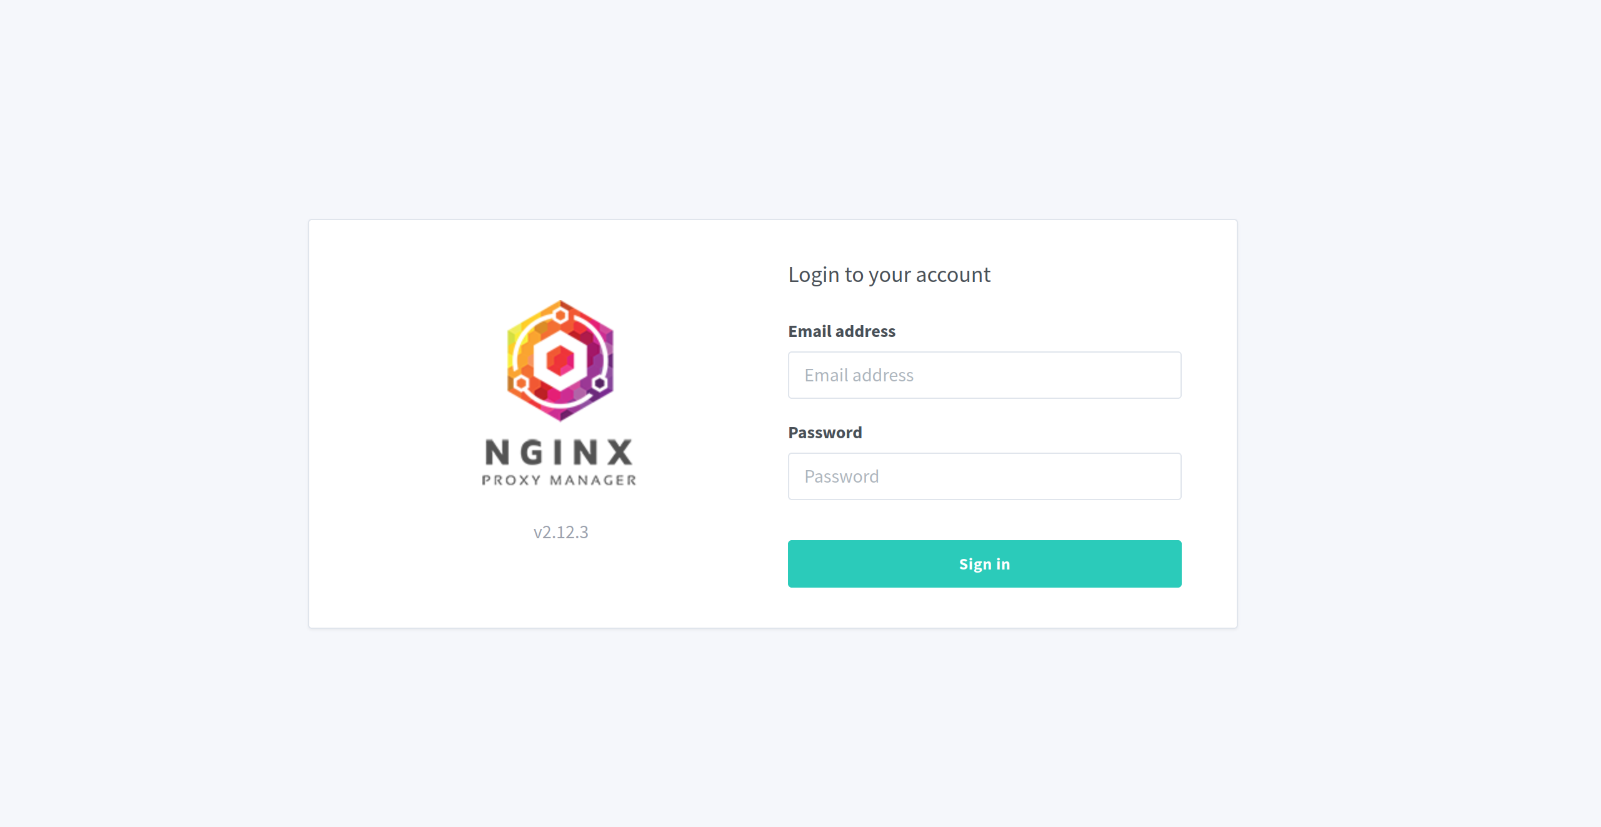 NGINX
PROXY MANAGER
v2.12.3
Login to your account
Email address
Email address
Password
Password
Sign in